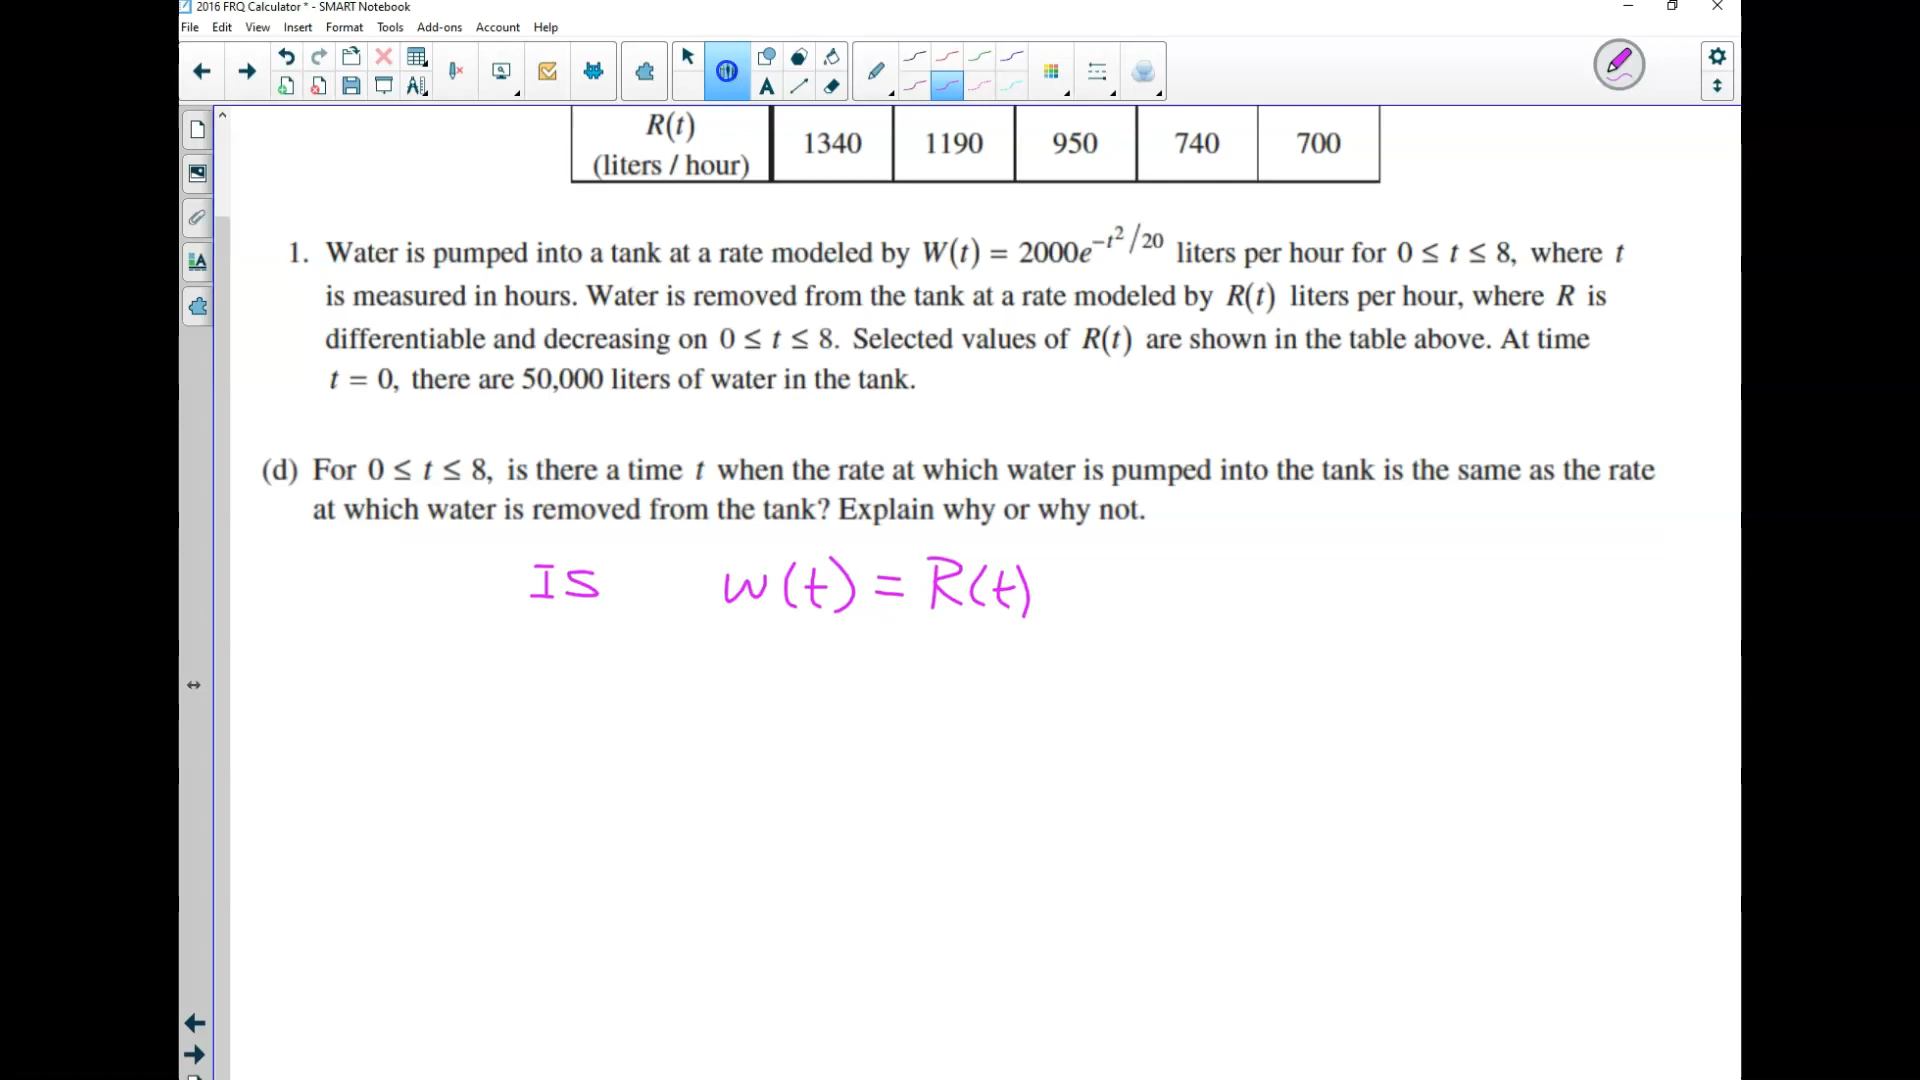 2016 FRQ Calculator * - SMART Notebook
File Edit View Insert Format Tools Add-ons Account Help
R(t)
(liters / hour) 1340 1190 950 740 700
1. Water is pumped into a tank at a rate modeled by W(t) = 2000e^{-t²/20} liters per hour for 0 ≤ t ≤ 8, where t
is measured in hours. Water is removed from the tank at a rate modeled by R(t) liters per hour, where R is
differentiable and decreasing on 0 ≤ t ≤ 8. Selected values of R(t) are shown in the table above. At time
t = 0, there are 50,000 liters of water in the tank.
(d) For 0 ≤ t ≤ 8, is there a time t when the rate at which water is pumped into the tank is the same as the rate
at which water is removed from the tank? Explain why or why not.
IS W(t) = R(t)